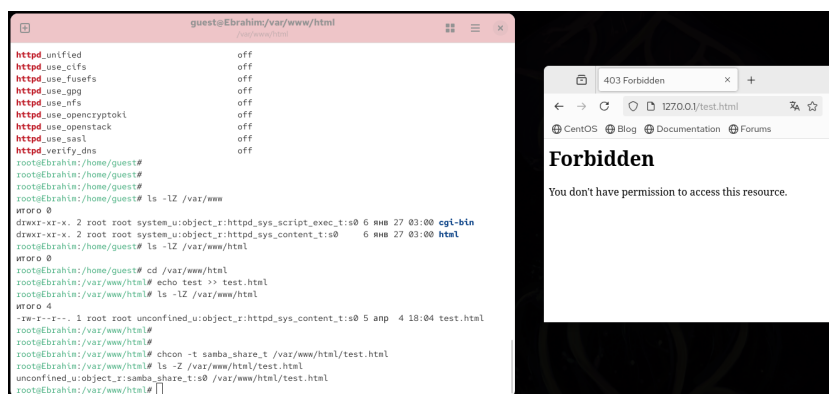 guest@Ebrahim:/var/www/html
/var/www/html
httpd_unified off
httpd_use_cifs off
httpd_use_fusefs off
httpd_use_gpg off
httpd_use_nfs off
httpd_use_opencryptoki off
httpd_use_openstack off
httpd_use_sasl off
httpd_verify_dns off
root@Ebrahim:/home/guest#
root@Ebrahim:/home/guest#
root@Ebrahim:/home/guest# ls -lZ /var/www
итого 0
drwxr-xr-x. 2 root root system_u:object_r:httpd_sys_script_exec_t:s0 6 янв 27 03:00 cgi-bin
drwxr-xr-x. 2 root root system_u:object_r:httpd_sys_content_t:s0 6 янв 27 03:00 html
root@Ebrahim:/home/guest# ls -lZ /var/www/html
итого 0
root@Ebrahim:/home/guest# cd /var/www/html
root@Ebrahim:/var/www/html# echo test >> test.html
root@Ebrahim:/var/www/html# ls -lZ /var/www/html
итого 4
-rw-r--r--. 1 root root unconfined_u:object_r:httpd_sys_content_t:s0 5 апр 4 18:04 test.html
root@Ebrahim:/var/www/html#
root@Ebrahim:/var/www/html#
root@Ebrahim:/var/www/html# chcon -t samba_share_t /var/www/html/test.html
root@Ebrahim:/var/www/html# ls -Z /var/www/html/test.html
unconfined_u:object_r:samba_share_t:s0 /var/www/html/test.html
root@Ebrahim:/var/www/html#
403 Forbidden
127.0.0.1/test.html
CentOS Blog Documentation Forums
Forbidden
You don't have permission to access this resource.